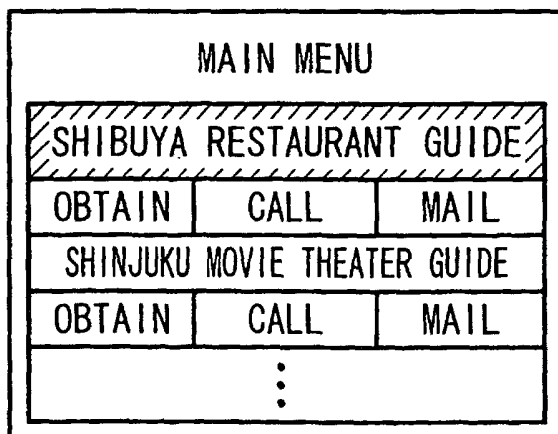 MAIN MENU
SHIBUYA RESTAURANT GUIDE
OBTAIN CALL MAIL
SHINJUKU MOVIE THEATER GUIDE
OBTAIN CALL MAIL